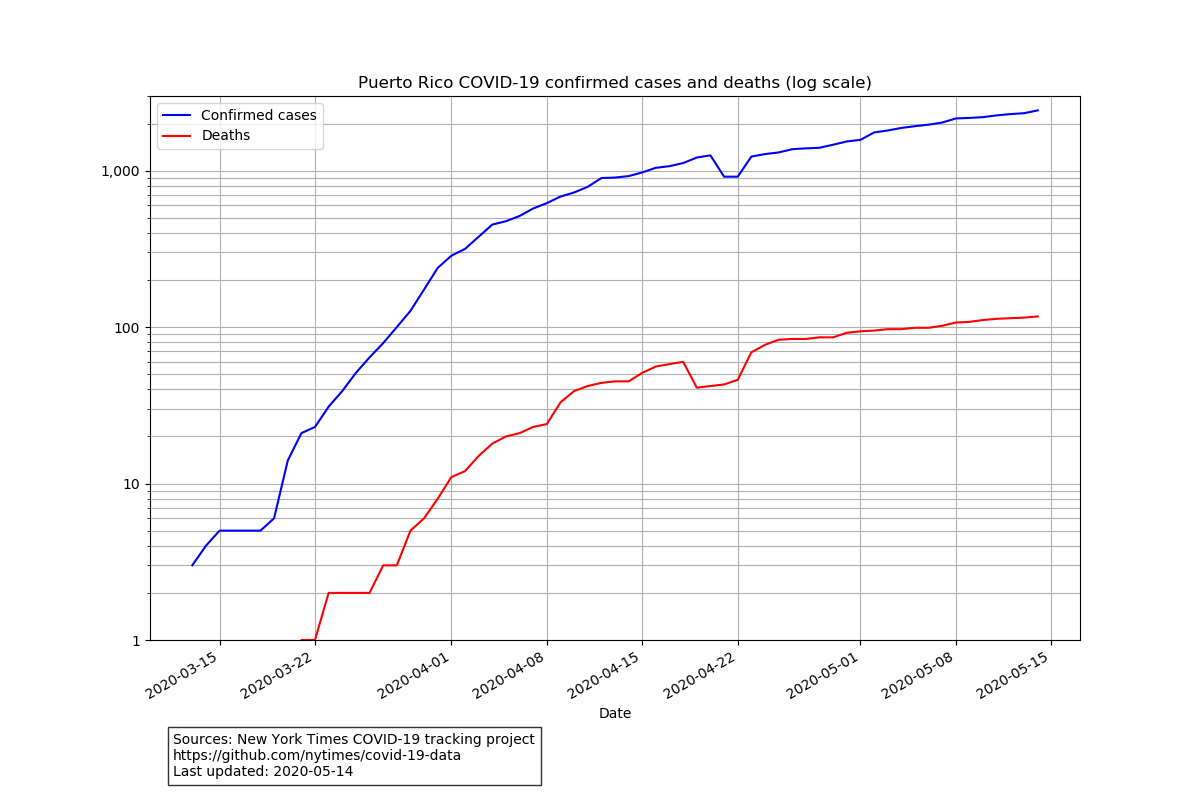 Puerto Rico COVID-19 confirmed cases and deaths (log scale)
Confirmed cases
Deaths
1,000
100
10
1
2020-03-15
2020-03-22
2020-04-01
2020-04-08
2020-04-15
2020-04-22
2020-05-01
2020-05-08
2020-05-15
Date
Sources: New York Times COVID-19 tracking project
https://github.com/nytimes/covid-19-data
Last updated: 2020-05-14